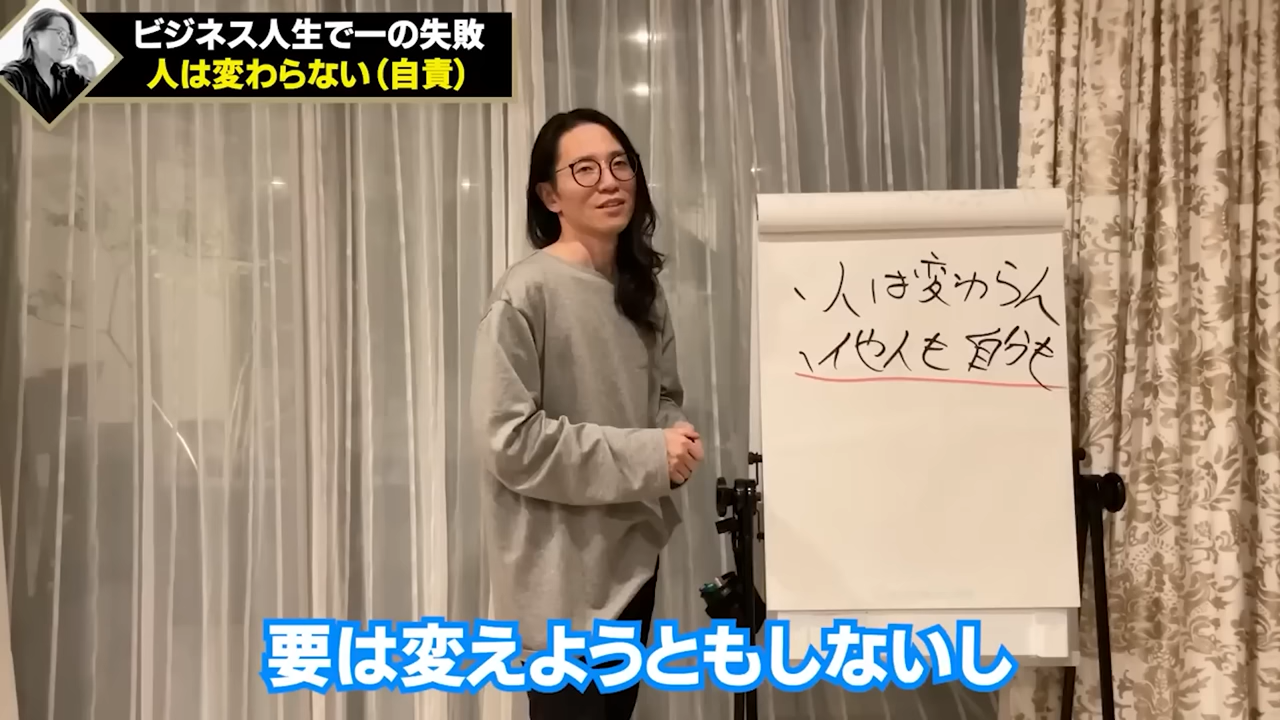 ビジネス人生で一の失敗
人は変わらない（自責）
、人は変わらん
、他人も 自分も
要は変えようともしないし